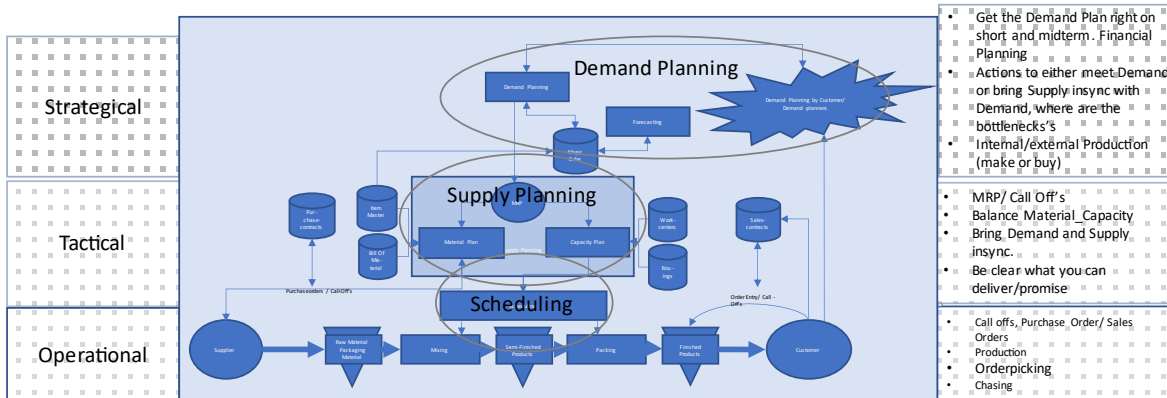 Strategical
Tactical
Operational
Demand Planning
Demand Planning
Demand Planning by Customer/
Demand-planners
Forecasting
Supply Planning
MRP
Pur-
chase-
contracts
Item
Master
Bill Of
Ma-
terial
Material Plan
Capacity Plan
Work-
centers
Rou-
ings
Sales-
contracts
Purchaseorders / Call-Offs
OrderEntry/ Call -
Off's
Scheduling
Supplier
Raw Material
Packaging
Material
Mixing
Semi-Finished
Products
Packing
Finished
Products
Customer
• Get the Demand Plan right on
short and midterm. Financial
Planning
• Actions to either meet Demand
or bring Supply insync with
Demand, where are the
bottlenecks's
• Internal/external Production
(make or buy)
• MRP/ Call Off's
• Balance Material_Capacity
• Bring Demand and Supply
insync.
• Be clear what you can
deliver/promise
• Call offs, Purchase Order/ Sales
Orders
• Production
• Orderpicking
• Chasing